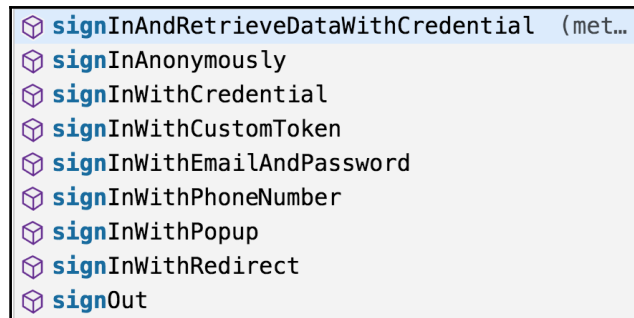 signInAndRetrieveDataWithCredential (met…
signInAnonymously
signInWithCredential
signInWithCustomToken
signInWithEmailAndPassword
signInWithPhoneNumber
signInWithPopup
signInWithRedirect
signOut